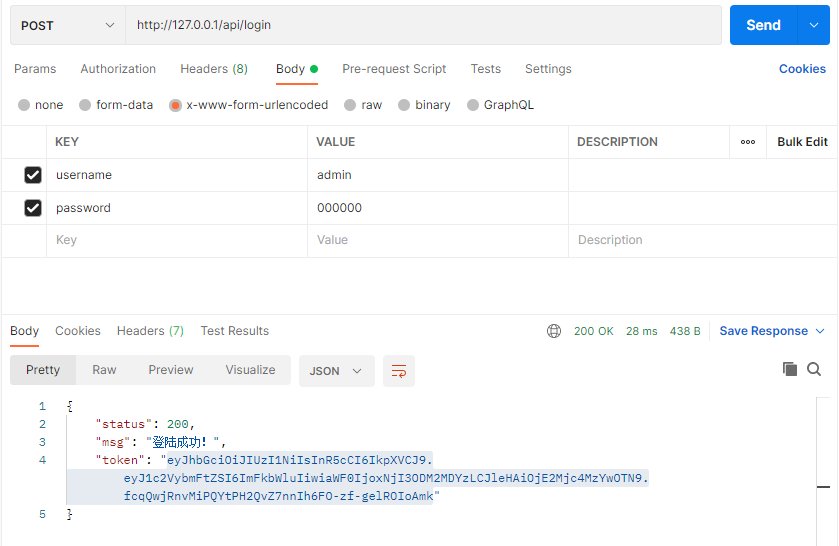 POST http://127.0.0.1/api/login Send
Params Authorization Headers (8) Body Pre-request Script Tests Settings Cookies
none form-data x-www-form-urlencoded raw binary GraphQL
KEY VALUE DESCRIPTION ooo Bulk Edit
username admin
password 000000
Key Value Description
Body Cookies Headers (7) Test Results 200 OK 28 ms 438 B Save Response
Pretty Raw Preview Visualize JSON
1 {
2 "status": 200,
3 "msg": "登陆成功！",
4 "token": "eyJhbGciOiJIUzI1NiIsInR5cCI6IkpXVCJ9.
eyJ1c2VybmFtZSI6ImFkbWluIiwiaWF0IjoxNjI3ODM2MDYzLCJleHAiOjE2Mjc4MzYwOTN9.
fcqQwjRnvMiPQYtPH2QvZ7nnIh6FO-zf-gelROIoAmk"
5 }